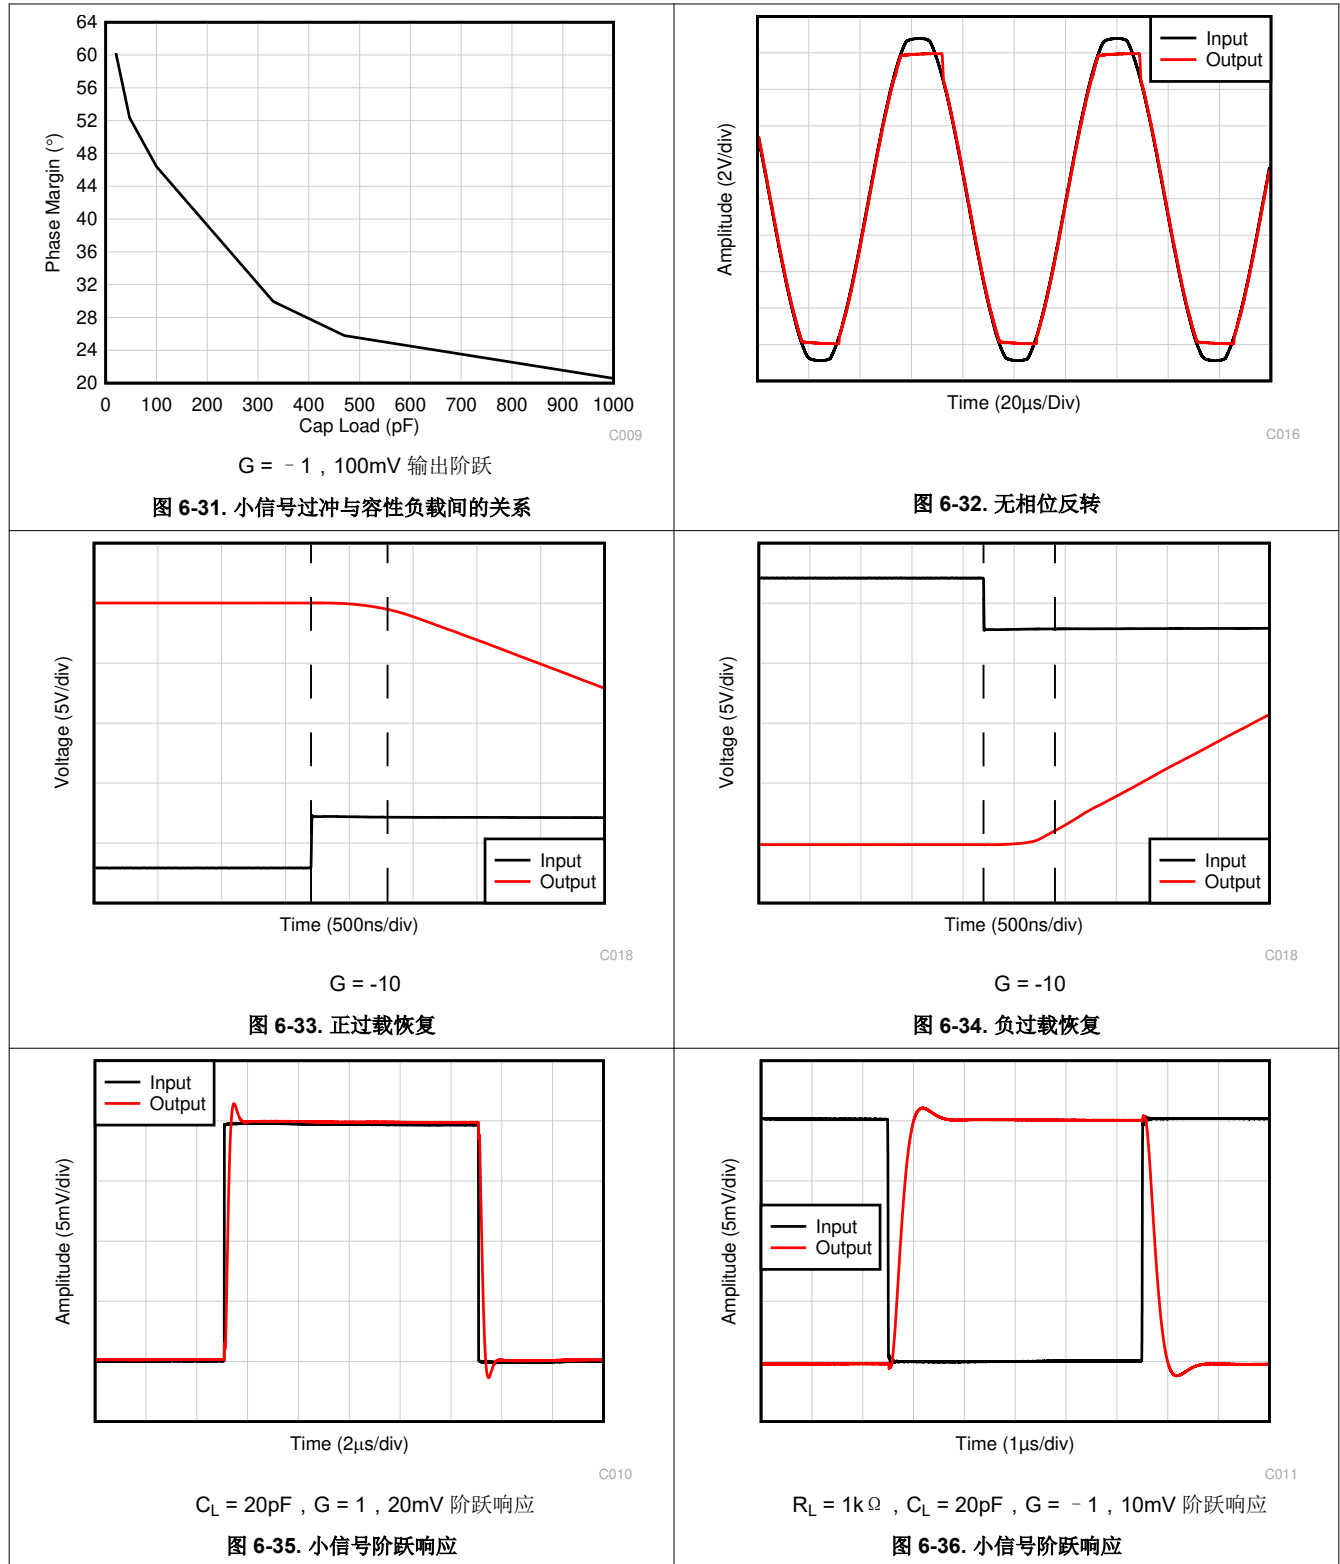 64
60
56
52
48
44
40
36
32
28
24
20
Phase Margin (°)
0 100 200 300 400 500 600 700 800 900 1000
Cap Load (pF)
C009
G = －1，100mV 输出阶跃
图 6-31. 小信号过冲与容性负载间的关系
Input
Output
Amplitude (2V/div)
Time (20μs/Div)
C016
图 6-32. 无相位反转
Voltage (5V/div)
Input
Output
Time (500ns/div)
C018
G = -10
图 6-33. 正过载恢复
Voltage (5V/div)
Input
Output
Time (500ns/div)
C018
G = -10
图 6-34. 负过载恢复
Input
Output
Amplitude (5mV/div)
Time (2μs/div)
C010
CL = 20pF，G = 1，20mV 阶跃响应
图 6-35. 小信号阶跃响应
Amplitude (5mV/div)
Input
Output
Time (1μs/div)
C011
RL = 1kΩ，CL = 20pF，G = －1，10mV 阶跃响应
图 6-36. 小信号阶跃响应